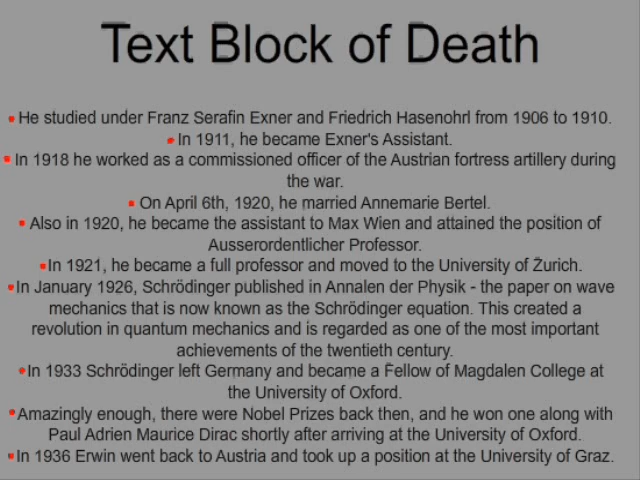 Text Block of Death
He studied under Franz Serafin Exner and Friedrich Hasenohrl from 1906 to 1910.
In 1911, he became Exner's Assistant.
In 1918 he worked as a commissioned officer of the Austrian fortress artillery during
the war.
On April 6th, 1920, he married Annemarie Bertel.
Also in 1920, he became the assistant to Max Wien and attained the position of
Ausserordentlicher Professor.
In 1921, he became a full professor and moved to the University of Zurich.
In January 1926, Schrödinger published in Annalen der Physik - the paper on wave
mechanics that is now known as the Schrödinger equation. This created a
revolution in quantum mechanics and is regarded as one of the most important
achievements of the twentieth century.
In 1933 Schrödinger left Germany and became a Fellow of Magdalen College at
the University of Oxford.
Amazingly enough, there were Nobel Prizes back then, and he won one along with
Paul Adrien Maurice Dirac shortly after arriving at the University of Oxford.
In 1936 Erwin went back to Austria and took up a position at the University of Graz.